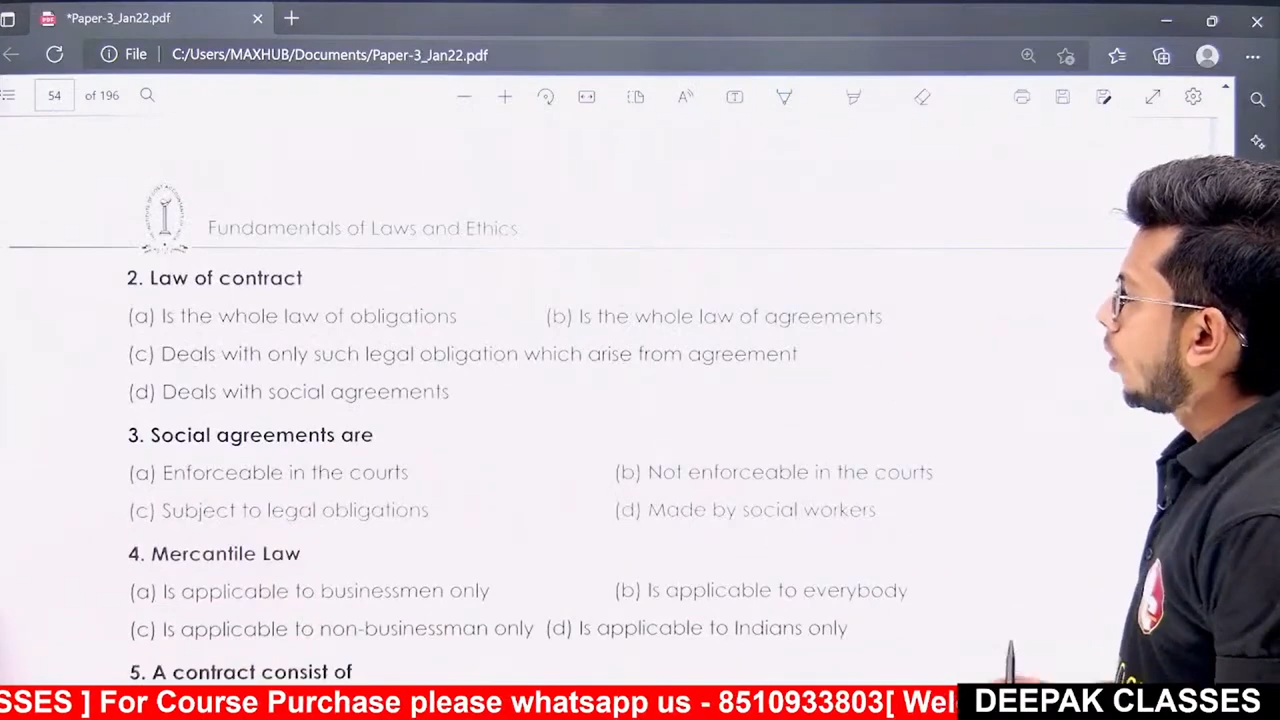 *Paper-3_Jan22.pdf
File
C:/Users/MAXHUB/Documents/Paper-3_Jan22.pdf
54 of 196
Fundamentals of Laws and Ethics
2. Law of contract
(a) Is the whole law of obligations (b) Is the whole law of agreements
(c) Deals with only such legal obligation which arise from agreement
(d) Deals with social agreements
3. Social agreements are
(a) Enforceable in the courts (b) Not enforceable in the courts
(c) Subject to legal obligations (d) Made by social workers
4. Mercantile Law
(a) Is applicable to businessmen only (b) Is applicable to everybody
(c) Is applicable to non-businessman only (d) Is applicable to Indians only
5. A contract consist of
SSES ] For Course Purchase please whatsapp us - 8510933803[ Wel
DEEPAK CLASSES